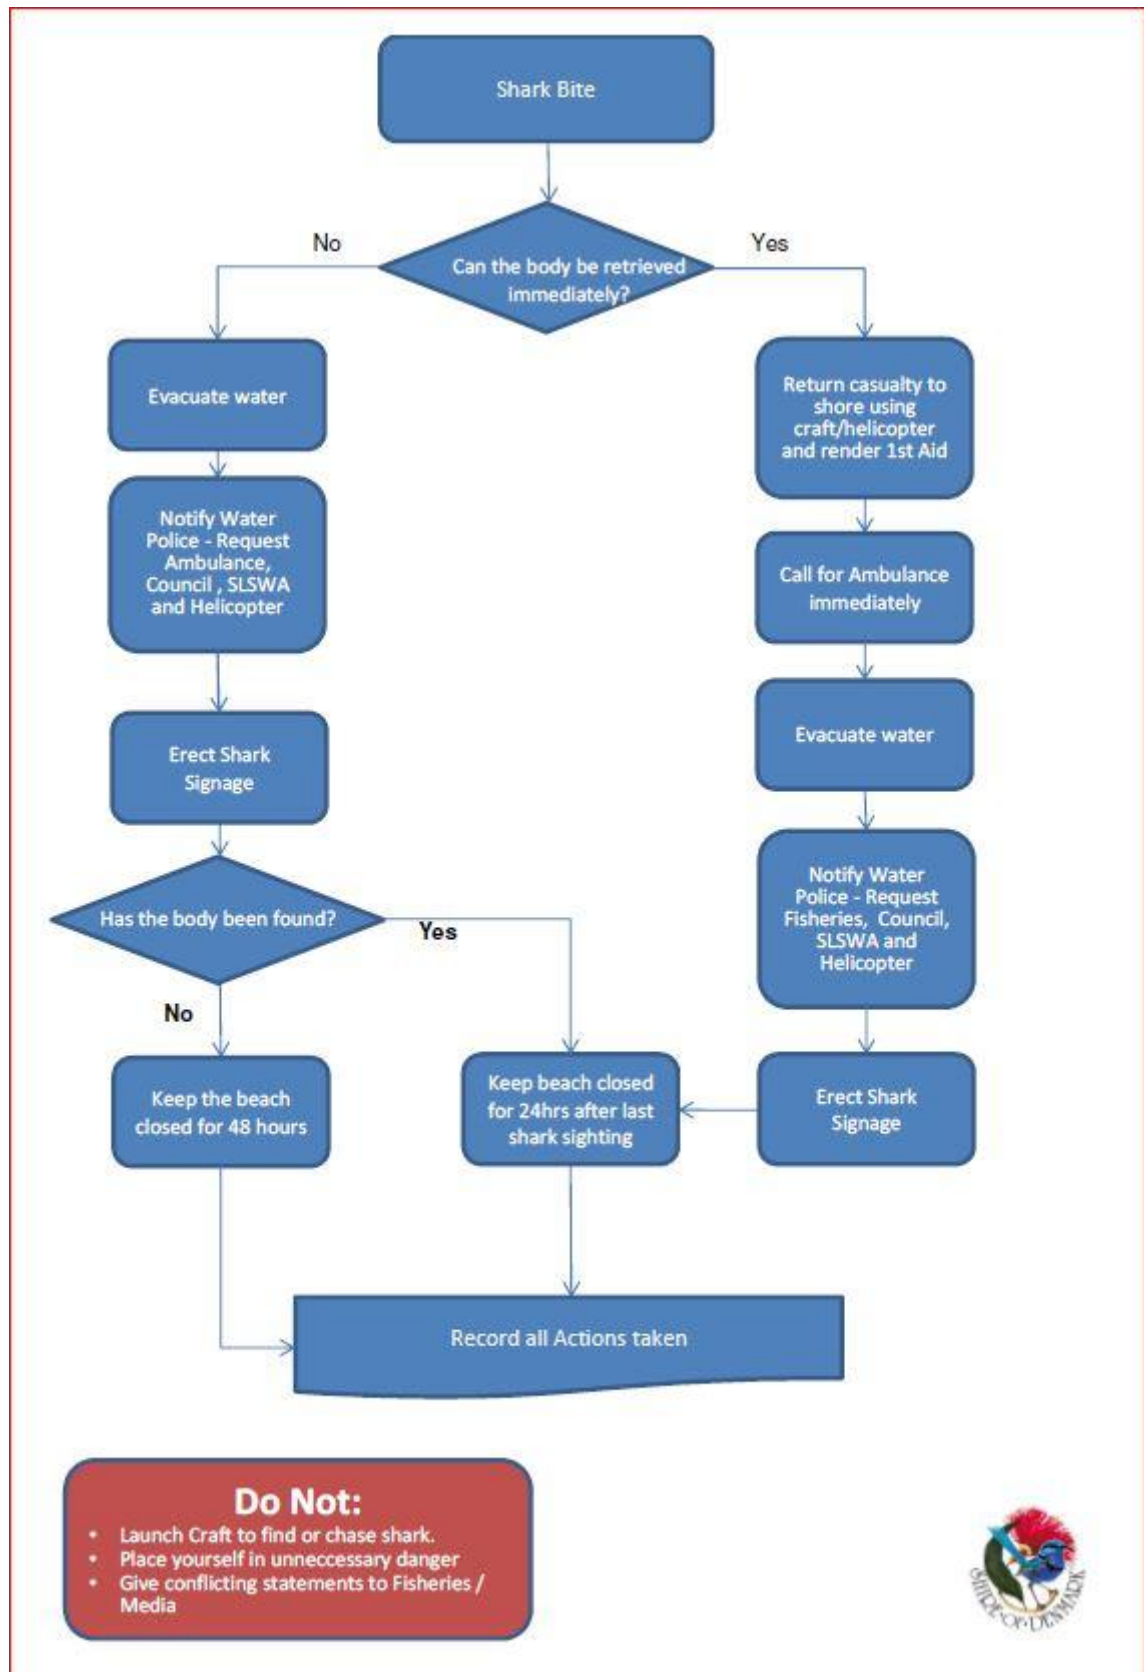 Shark Bite
Can the body be retrieved
immediately?
No
Yes
Evacuate water
Notify Water
Police - Request
Ambulance,
Council , SLSWA
and Helicopter
Erect Shark
Signage
Has the body been found?
Yes
No
Keep the beach
closed for 48 hours
Return casualty to
shore using
craft/helicopter
and render 1st Aid
Call for Ambulance
immediately
Evacuate water
Notify Water
Police - Request
Fisheries, Council,
SLSWA and
Helicopter
Erect Shark
Signage
Keep beach closed
for 24hrs after last
shark sighting
Record all Actions taken
Do Not:
• Launch Craft to find or chase shark.
• Place yourself in unneccessary danger
• Give conflicting statements to Fisheries /
Media
SHIRE·OF·DENMARK